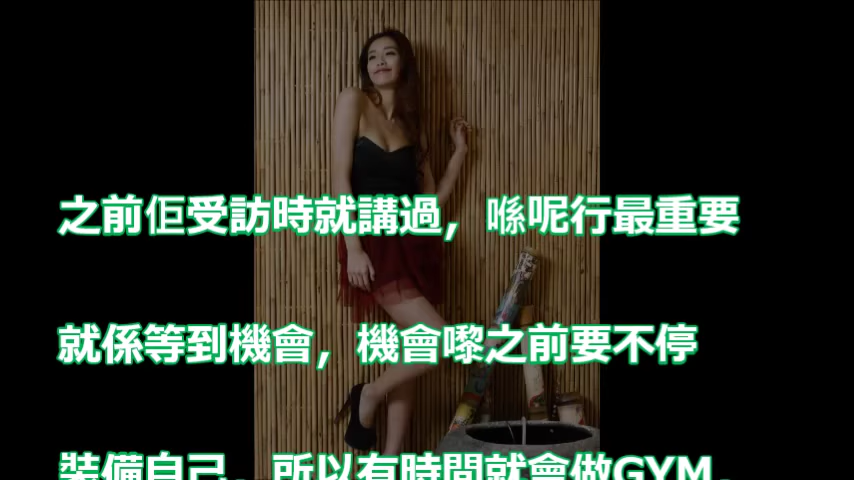 之前佢受訪時就講過，喺呢行最重要
就係等到機會，機會嚟之前要不停
裝備自己，所以有時間就會做GYM，